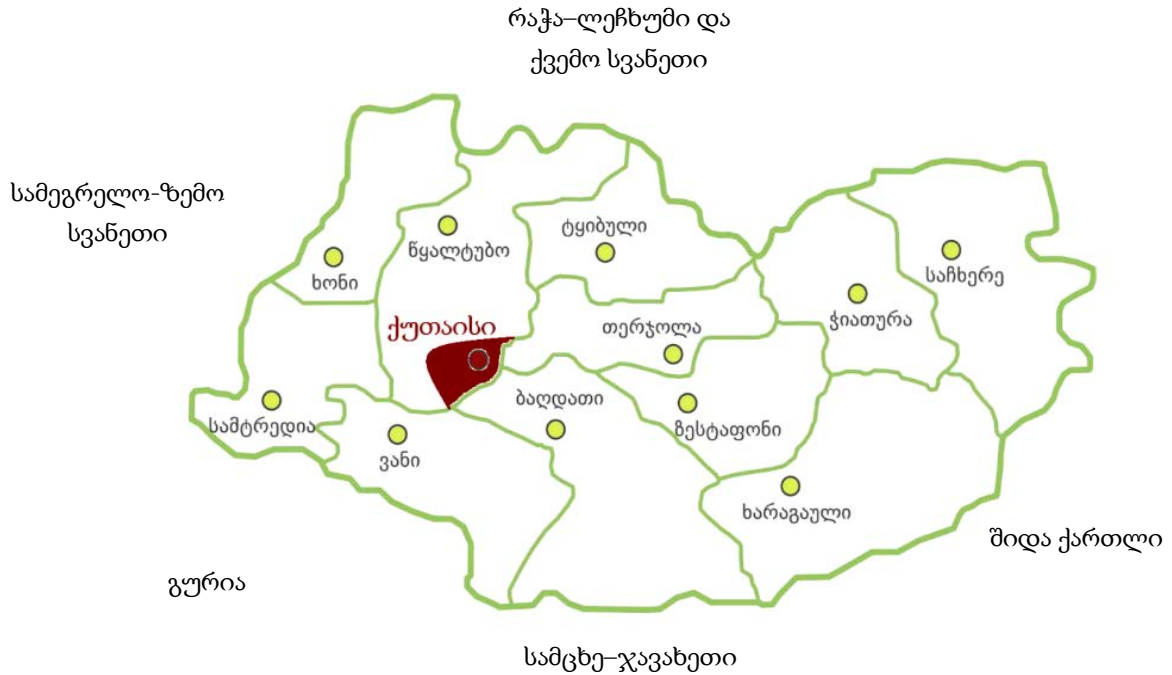 რაჭა–ლეჩხუმი და
ქვემო სვანეთი
სამეგრელო-ზემო
სვანეთი
წყალტუბო
ტყიბული
ხონი
საჩხერე
ქუთაისი
თერჯოლა
ჭიათურა
სამტრედია
ბაღდათი
ზესტაფონი
ვანი
ხარაგაული
შიდა ქართლი
გურია
სამცხე–ჯავახეთი